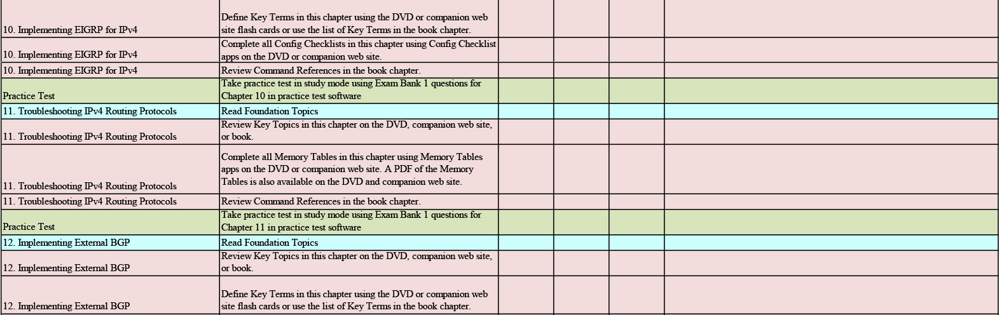 Define Key Terms in this chapter using the DVD or companion web
10. Implementing EIGRP for IPv4 site flash cards or use the list of Key Terms in the book chapter.
Complete all Config Checklists in this chapter using Config Checklist
10. Implementing EIGRP for IPv4 apps on the DVD or companion web site.
10. Implementing EIGRP for IPv4 Review Command References in the book chapter.
Take practice test in study mode using Exam Bank 1 questions for
Practice Test Chapter 10 in practice test software
11. Troubleshooting IPv4 Routing Protocols Read Foundation Topics
Review Key Topics in this chapter on the DVD, companion web site,
11. Troubleshooting IPv4 Routing Protocols or book.
Complete all Memory Tables in this chapter using Memory Tables
apps on the DVD or companion web site. A PDF of the Memory
11. Troubleshooting IPv4 Routing Protocols Tables is also available on the DVD and companion web site.
11. Troubleshooting IPv4 Routing Protocols Review Command References in the book chapter.
Take practice test in study mode using Exam Bank 1 questions for
Practice Test Chapter 11 in practice test software
12. Implementing External BGP Read Foundation Topics
Review Key Topics in this chapter on the DVD, companion web site,
12. Implementing External BGP or book.
Define Key Terms in this chapter using the DVD or companion web
12. Implementing External BGP site flash cards or use the list of Key Terms in the book chapter.